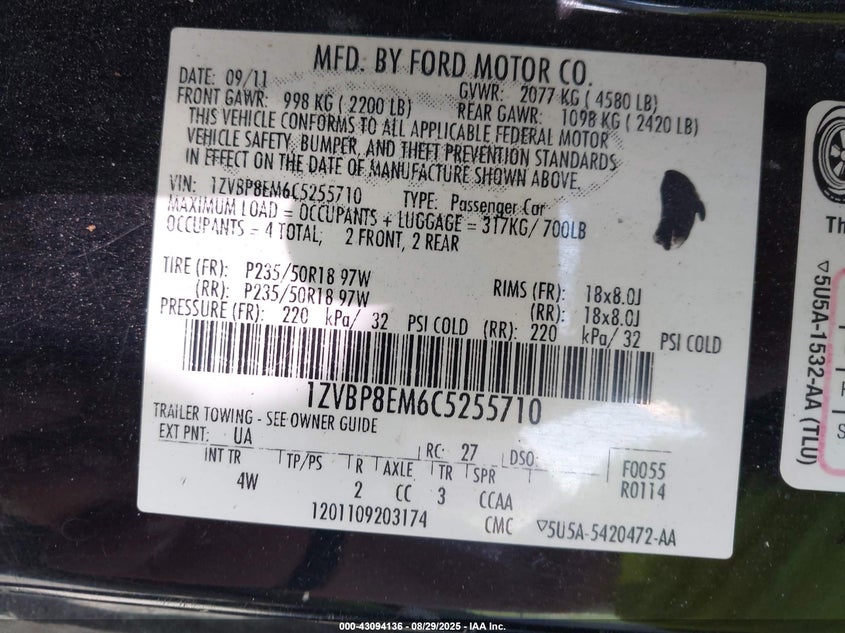 MFD. BY FORD MOTOR CO.
DATE: 09/11 GVWR: 2077 KG ( 4580 LB)
FRONT GAWR: 998 KG ( 2200 LB) REAR GAWR: 1098 KG ( 2420 LB)
THIS VEHICLE CONFORMS TO ALL APPLICABLE FEDERAL MOTOR
VEHICLE SAFETY, BUMPER, AND THEFT PREVENTION STANDARDS
IN EFFECT ON THE DATE OF MANUFACTURE SHOWN ABOVE.
VIN: 1ZVBP8EM6C5255710 TYPE: Passenger Car
MAXIMUM LOAD = OCCUPANTS + LUGGAGE = 317KG/ 700LB
OCCUPANTS = 4 TOTAL, 2 FRONT, 2 REAR
TIRE (FR): P235/50R18 97W RIMS (FR): 18x8.0J
(RR): P235/50R18 97W (RR): 18x8.0J
PRESSURE (FR): 220 kPa/ 32 PSI COLD (RR): 220 kPa/ 32 PSI COLD
1ZVBP8EM6C5255710
TRAILER TOWING - SEE OWNER GUIDE
EXT PNT: UA RC: 27 DSO: F0055
INT TR TP/PS R AXLE TR SPR R0114
4W 2 CC 3 CCAA
1201109203174 CMC ▽5U5A-5420472-AA
Th
▽5U5A-1532-AA (TLU)
000-43094136 - 08/29/2025 - IAA Inc.